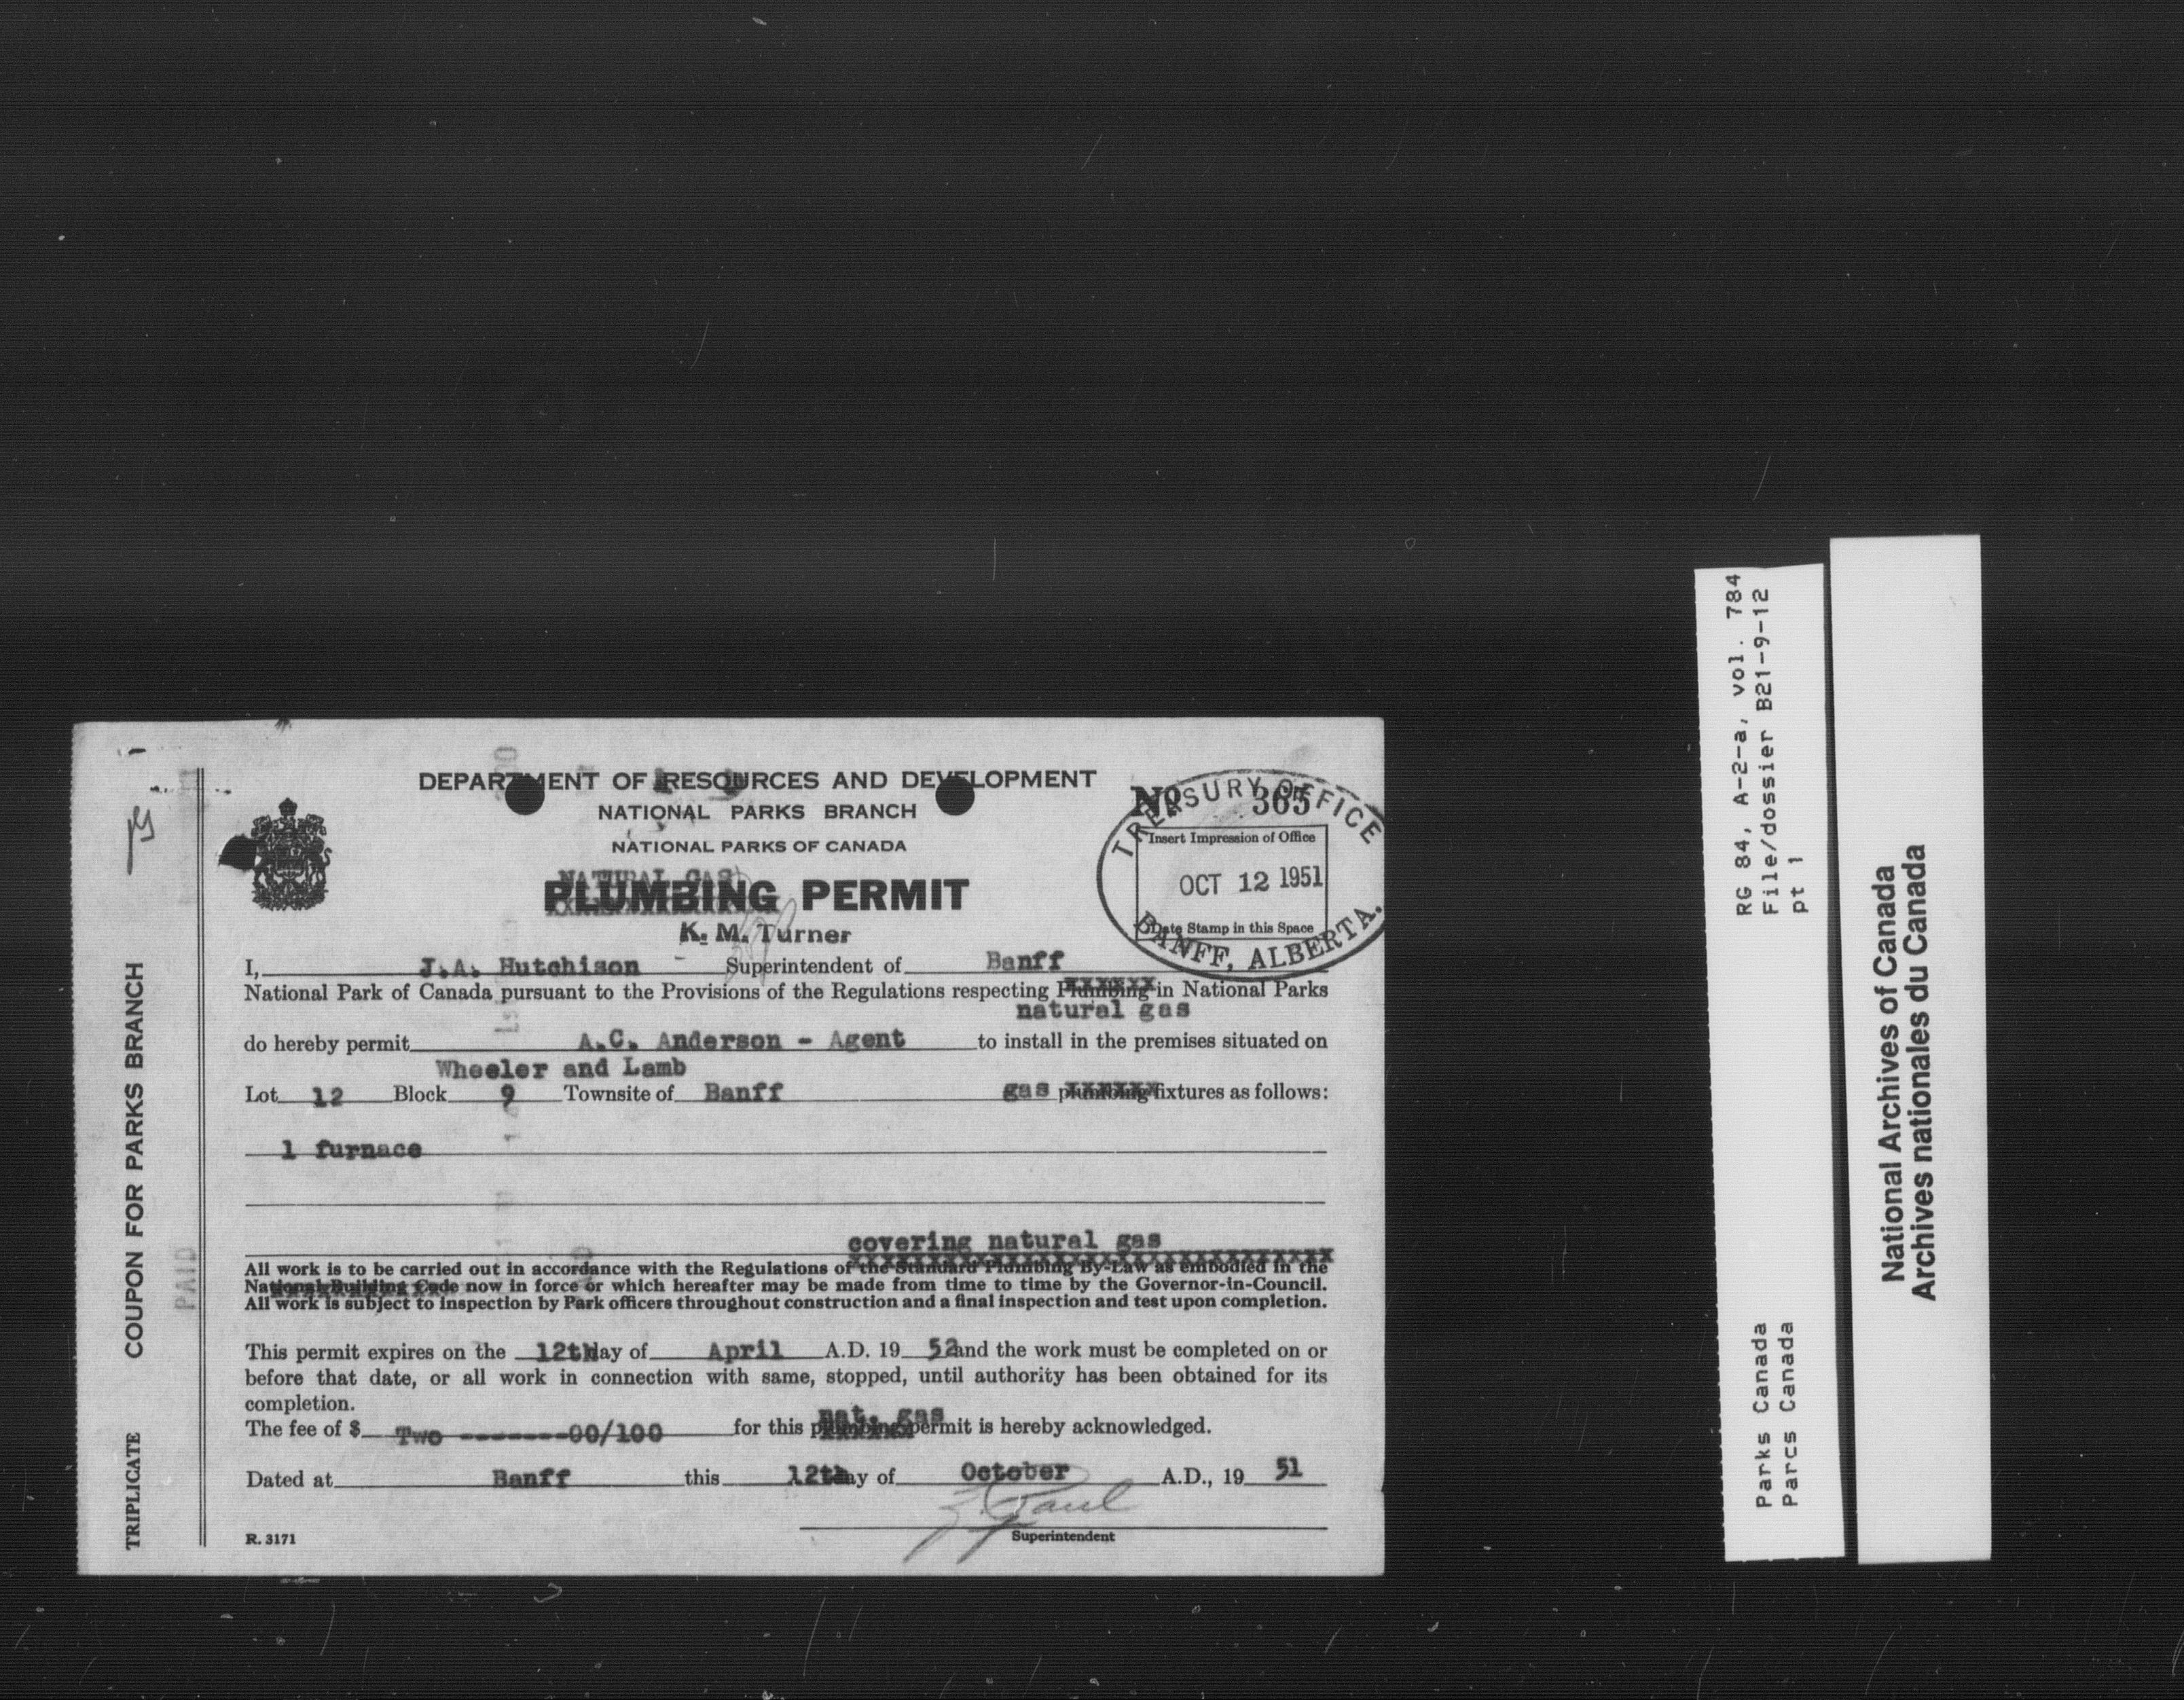 DEPARTMENT OF RESOURCES AND DEVELOPMENT
NATIONAL PARKS BRANCH
NATIONAL PARKS OF CANADA
NATURAL GAS
PLUMBING PERMIT
K. M. Turner
No 365
TREASURY OFFICE
Insert Impression of Office
OCT 12 1951
Date Stamp in this Space
BANFF, ALBERTA.
I, J.A. Hutchison Superintendent of Banff
National Park of Canada pursuant to the Provisions of the Regulations respecting Plumbing in National Parks
natural gas
do hereby permit A.C. Anderson - Agent to install in the premises situated on
Wheeler and Lamb
Lot 12 Block 9 Townsite of Banff gas plumbing fixtures as follows:
1 furnace
covering natural gas
All work is to be carried out in accordance with the Regulations of the Standard Plumbing By-Law as embodied in the
National Building Code now in force or which hereafter may be made from time to time by the Governor-in-Council.
All work is subject to inspection by Park officers throughout construction and a final inspection and test upon completion.
This permit expires on the 12th day of April A.D. 19 52 and the work must be completed on or
before that date, or all work in connection with same, stopped, until authority has been obtained for its
completion.
nat. gas
The fee of $ Two -------00/100 for this plumbing permit is hereby acknowledged.
Dated at Banff this 12th day of October A.D., 19 51
Superintendent
R. 3171
TRIPLICATE COUPON FOR PARKS BRANCH
PAID
RG 84, A-2-a, vol. 784
File/dossier B21-9-12
pt 1
Parks Canada
Parcs Canada
National Archives of Canada
Archives nationales du Canada